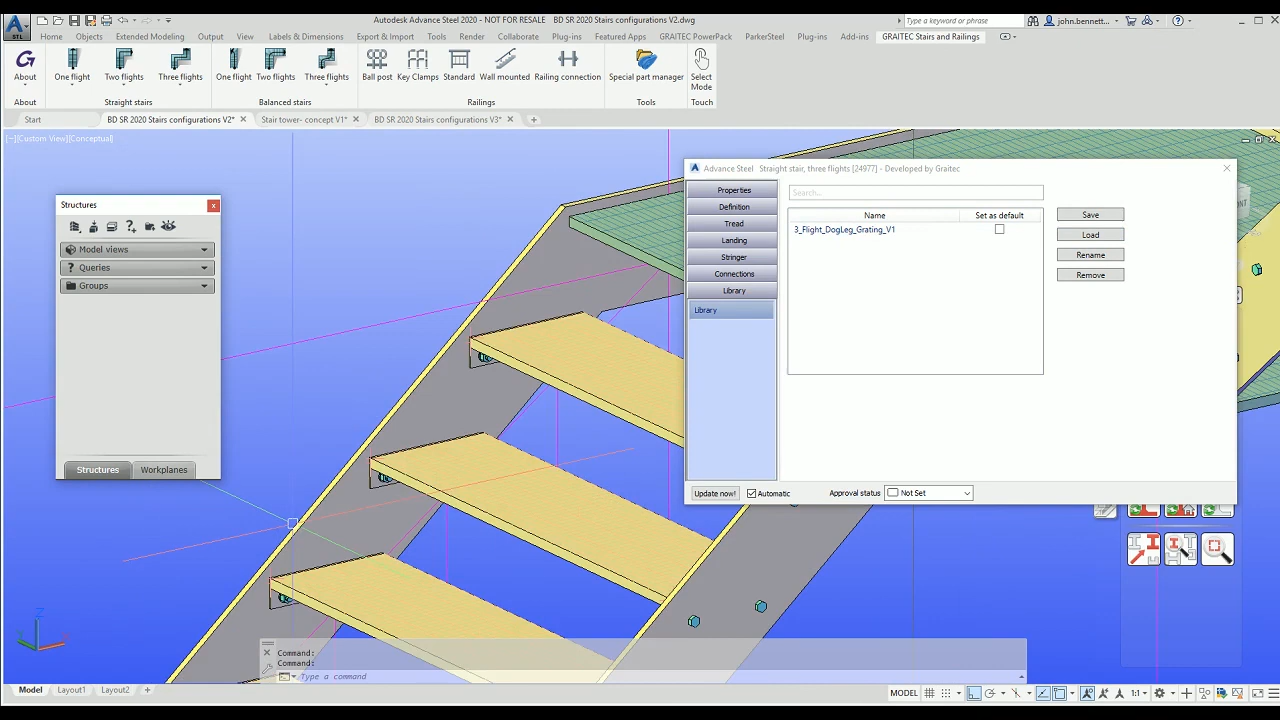 Autodesk Advance Steel 2020 - NOT FOR RESALE BD SR 2020 Stairs configurations V2.dwg
Type a keyword or phrase
john.bennett...
STL
Home Objects Extended Modeling Output View Labels & Dimensions Export & Import Tools Render Collaborate Plug-ins Featured Apps GRAITEC PowerPack ParkerSteel Plug-ins Add-ins GRAITEC Stairs and Railings
About One flight Two flights Three flights One flight Two flights Three flights Ball post Key Clamps Standard Wall mounted Railing connection Special part manager Select Mode
About Straight stairs Balanced stairs Railings Tools Touch
Start BD SR 2020 Stairs configurations V2* Stair tower- concept V1* BD SR 2020 Stairs configurations V3*
[−][Custom View][Conceptual]
Structures
Model views
Queries
Groups
Structures Workplanes
Advance Steel Straight stair, three flights [24977] - Developed by Graitec
Properties
Definition
Tread
Landing
Stringer
Connections
Library
Library
Search...
Name Set as default
3_Flight_DogLeg_Grating_V1
Save
Load
Rename
Remove
Update now! Automatic Approval status Not Set
Z
Command:
Command:
Type a command
Model Layout1 Layout2
MODEL 1:1